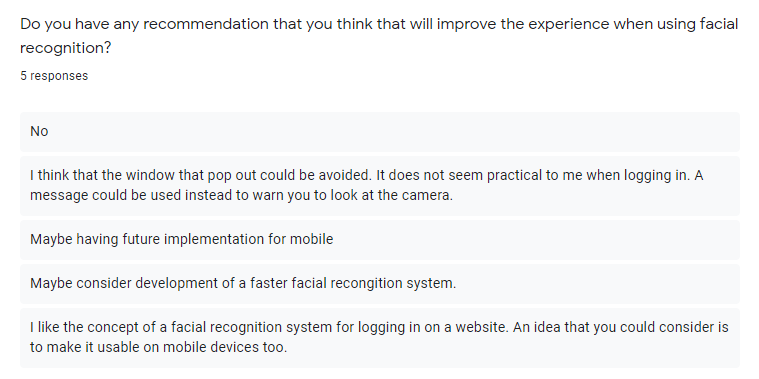 Do you have any recommendation that you think that will improve the experience when using facial
recognition?
5 responses
No
I think that the window that pop out could be avoided. It does not seem practical to me when logging in. A
message could be used instead to warn you to look at the camera.
Maybe having future implementation for mobile
Maybe consider development of a faster facial recongition system.
I like the concept of a facial recognition system for logging in on a website. An idea that you could consider is
to make it usable on mobile devices too.